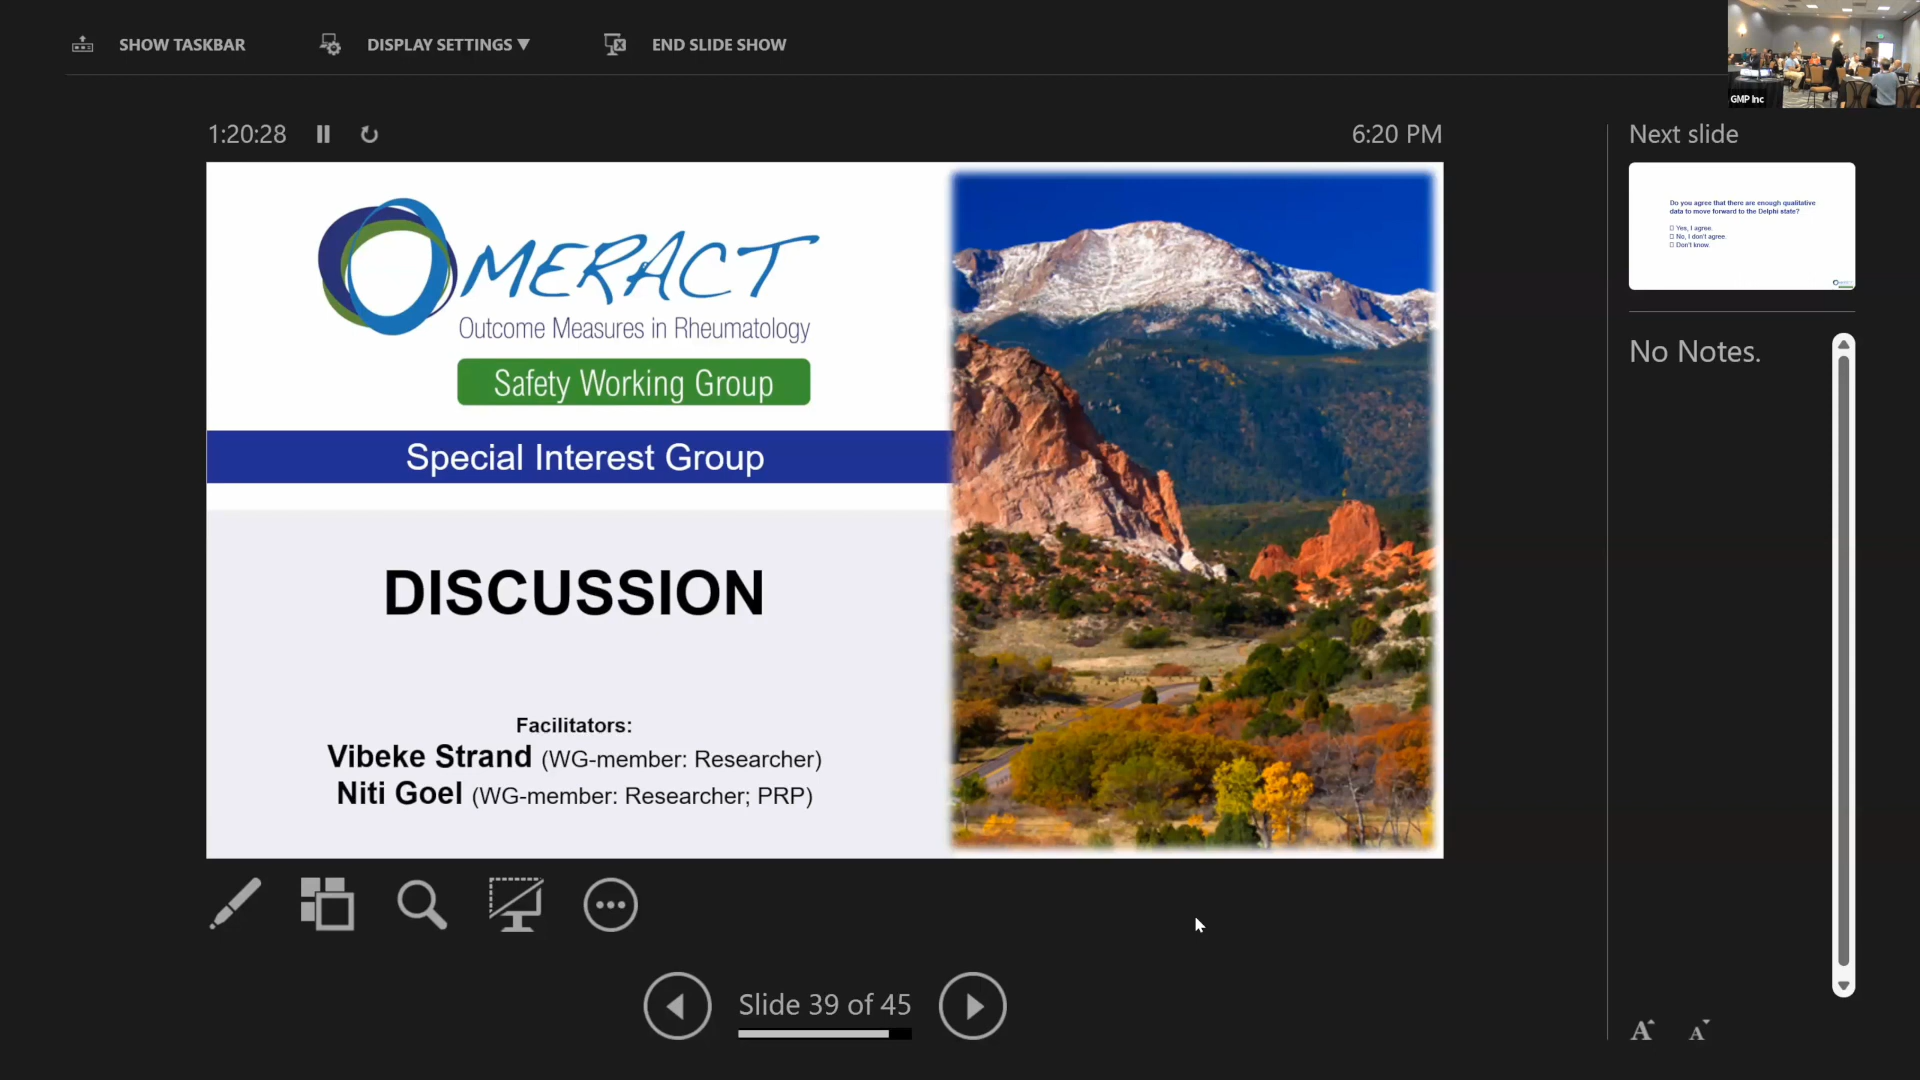 SHOW TASKBAR
DISPLAY SETTINGS ▼
END SLIDE SHOW
GMP Inc
1:20:28
6:20 PM
Next slide
OMERACT
Outcome Measures in Rheumatology
Safety Working Group
Special Interest Group
DISCUSSION
Facilitators:
Vibeke Strand (WG-member: Researcher)
Niti Goel (WG-member: Researcher; PRP)
Do you agree that there are enough qualitative
data to move forward to the Delphi state?
Yes, I agree.
No, I don't agree.
Don't know.
OMERACT
No Notes.
Slide 39 of 45
A A